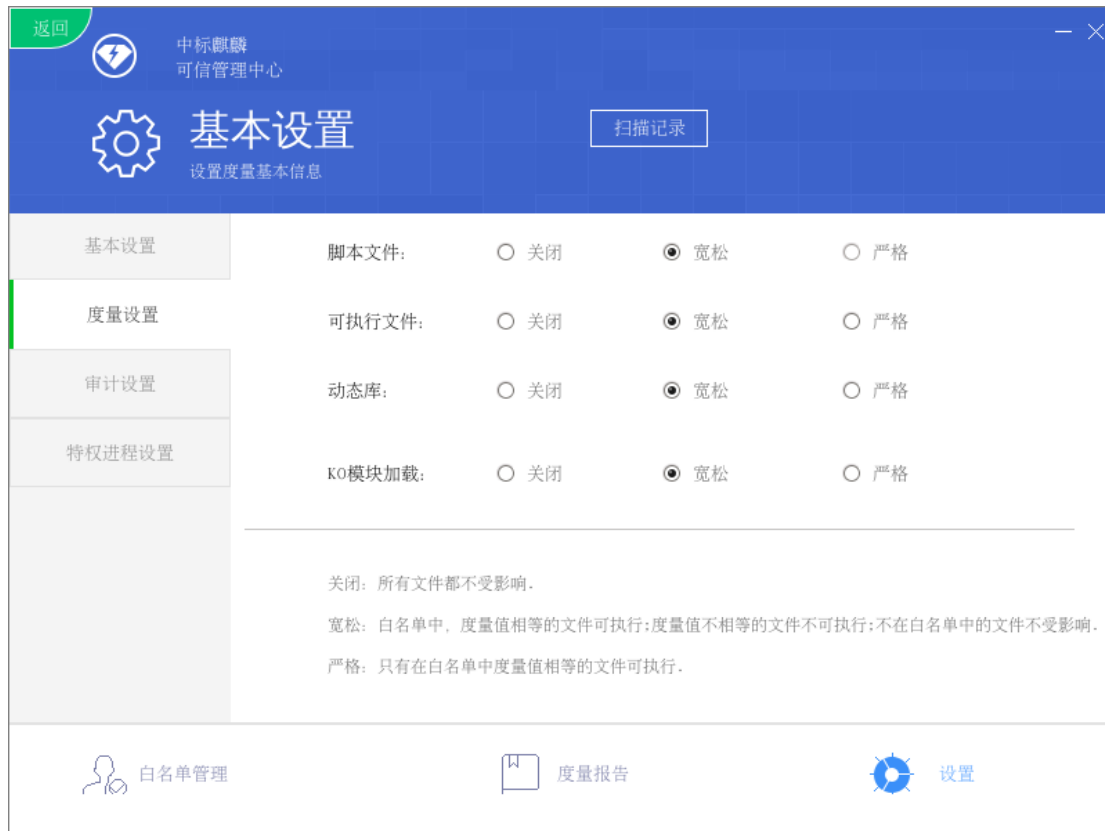 返回
中标麒麟
可信管理中心
基本设置
扫描记录
设置度量基本信息
基本设置
度量设置
审计设置
特权进程设置
脚本文件: 关闭 宽松 严格
可执行文件: 关闭 宽松 严格
动态库: 关闭 宽松 严格
KO模块加载: 关闭 宽松 严格
关闭: 所有文件都不受影响.
宽松: 白名单中, 度量值相等的文件可执行;度量值不相等的文件不可执行;不在白名单中的文件不受影响.
严格: 只有在白名单中度量值相等的文件可执行.
白名单管理
度量报告
设置